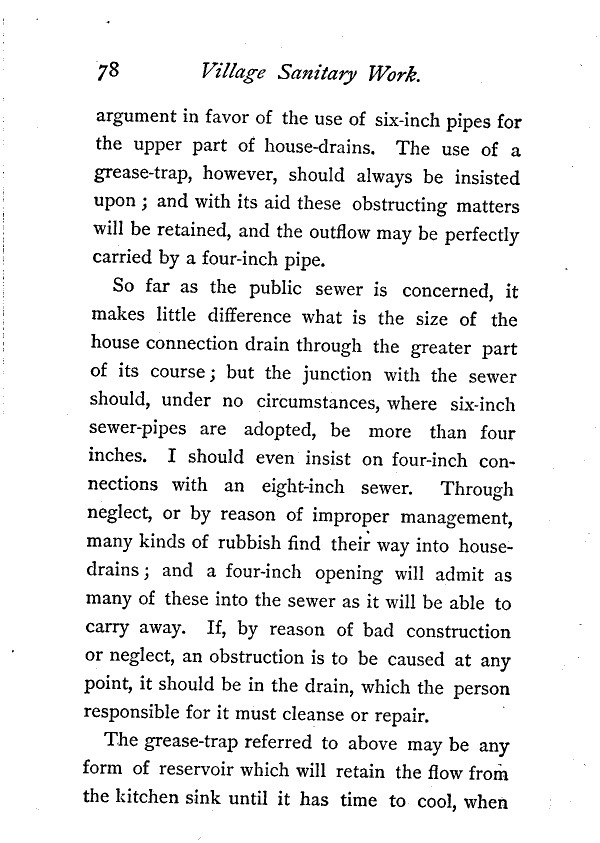 78 Village Sanitary Work.
argument in favor of the use of six-inch pipes for
the upper part of house-drains. The use of a
grease-trap, however, should always be insisted
upon ; and with its aid these obstructing matters
will be retained, and the outflow may be perfectly
carried by a four-inch pipe.
So far as the public sewer is concerned, it
makes little difference what is the size of the
house connection drain through the greater part
of its course ; but the junction with the sewer
should, under no circumstances, where six-inch
sewer-pipes are adopted, be more than four
inches. I should even insist on four-inch con-
nections with an eight-inch sewer. Through
neglect, or by reason of improper management,
many kinds of rubbish find their way into house-
drains ; and a four-inch opening will admit as
many of these into the sewer as it will be able to
carry away. If, by reason of bad construction
or neglect, an obstruction is to be caused at any
point, it should be in the drain, which the person
responsible for it must cleanse or repair.
The grease-trap referred to above may be any
form of reservoir which will retain the flow from
the kitchen sink until it has time to cool, when